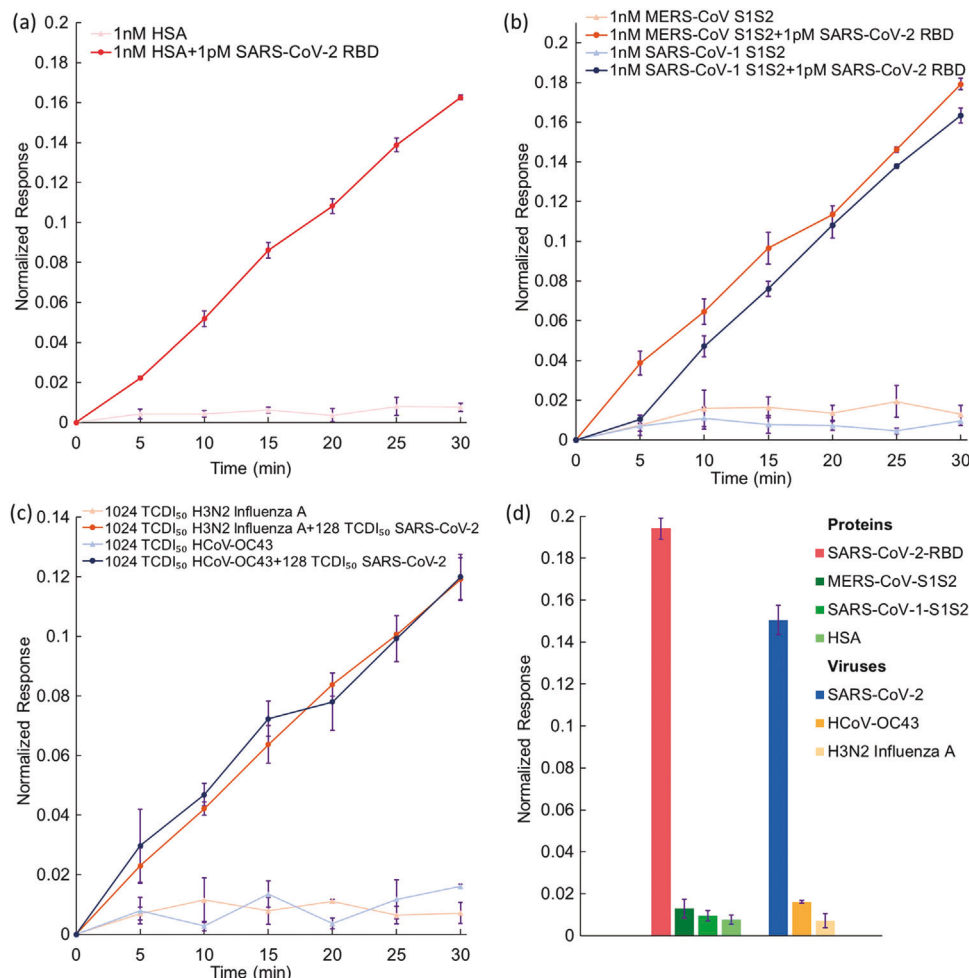 (a)
1nM HSA
1nM HSA+1pM SARS-CoV-2 RBD
Normalized Response
0.2
0.18
0.16
0.14
0.12
0.1
0.08
0.06
0.04
0.02
0
0 5 10 15 20 25 30
Time (min)
(b)
1nM MERS-CoV S1S2
1nM MERS-CoV S1S2+1pM SARS-CoV-2 RBD
1nM SARS-CoV-1 S1S2
1nM SARS-CoV-1 S1S2+1pM SARS-CoV-2 RBD
Normalized Response
0.2
0.18
0.16
0.14
0.12
0.1
0.08
0.06
0.04
0.02
0
0 5 10 15 20 25 30
Time (min)
(c)
1024 TCDI₅₀ H3N2 Influenza A
1024 TCDI₅₀ H3N2 Influenza A+128 TCDI₅₀ SARS-CoV-2
1024 TCDI₅₀ HCoV-OC43
1024 TCDI₅₀ HCoV-OC43+128 TCDI₅₀ SARS-CoV-2
Normalized Response
0.14
0.12
0.1
0.08
0.06
0.04
0.02
0
0 5 10 15 20 25 30
Time (min)
(d)
Normalized Response
0.2
0.18
0.16
0.14
0.12
0.1
0.08
0.06
0.04
0.02
0
Proteins
SARS-CoV-2-RBD
MERS-CoV-S1S2
SARS-CoV-1-S1S2
HSA
Viruses
SARS-CoV-2
HCoV-OC43
H3N2 Influenza A